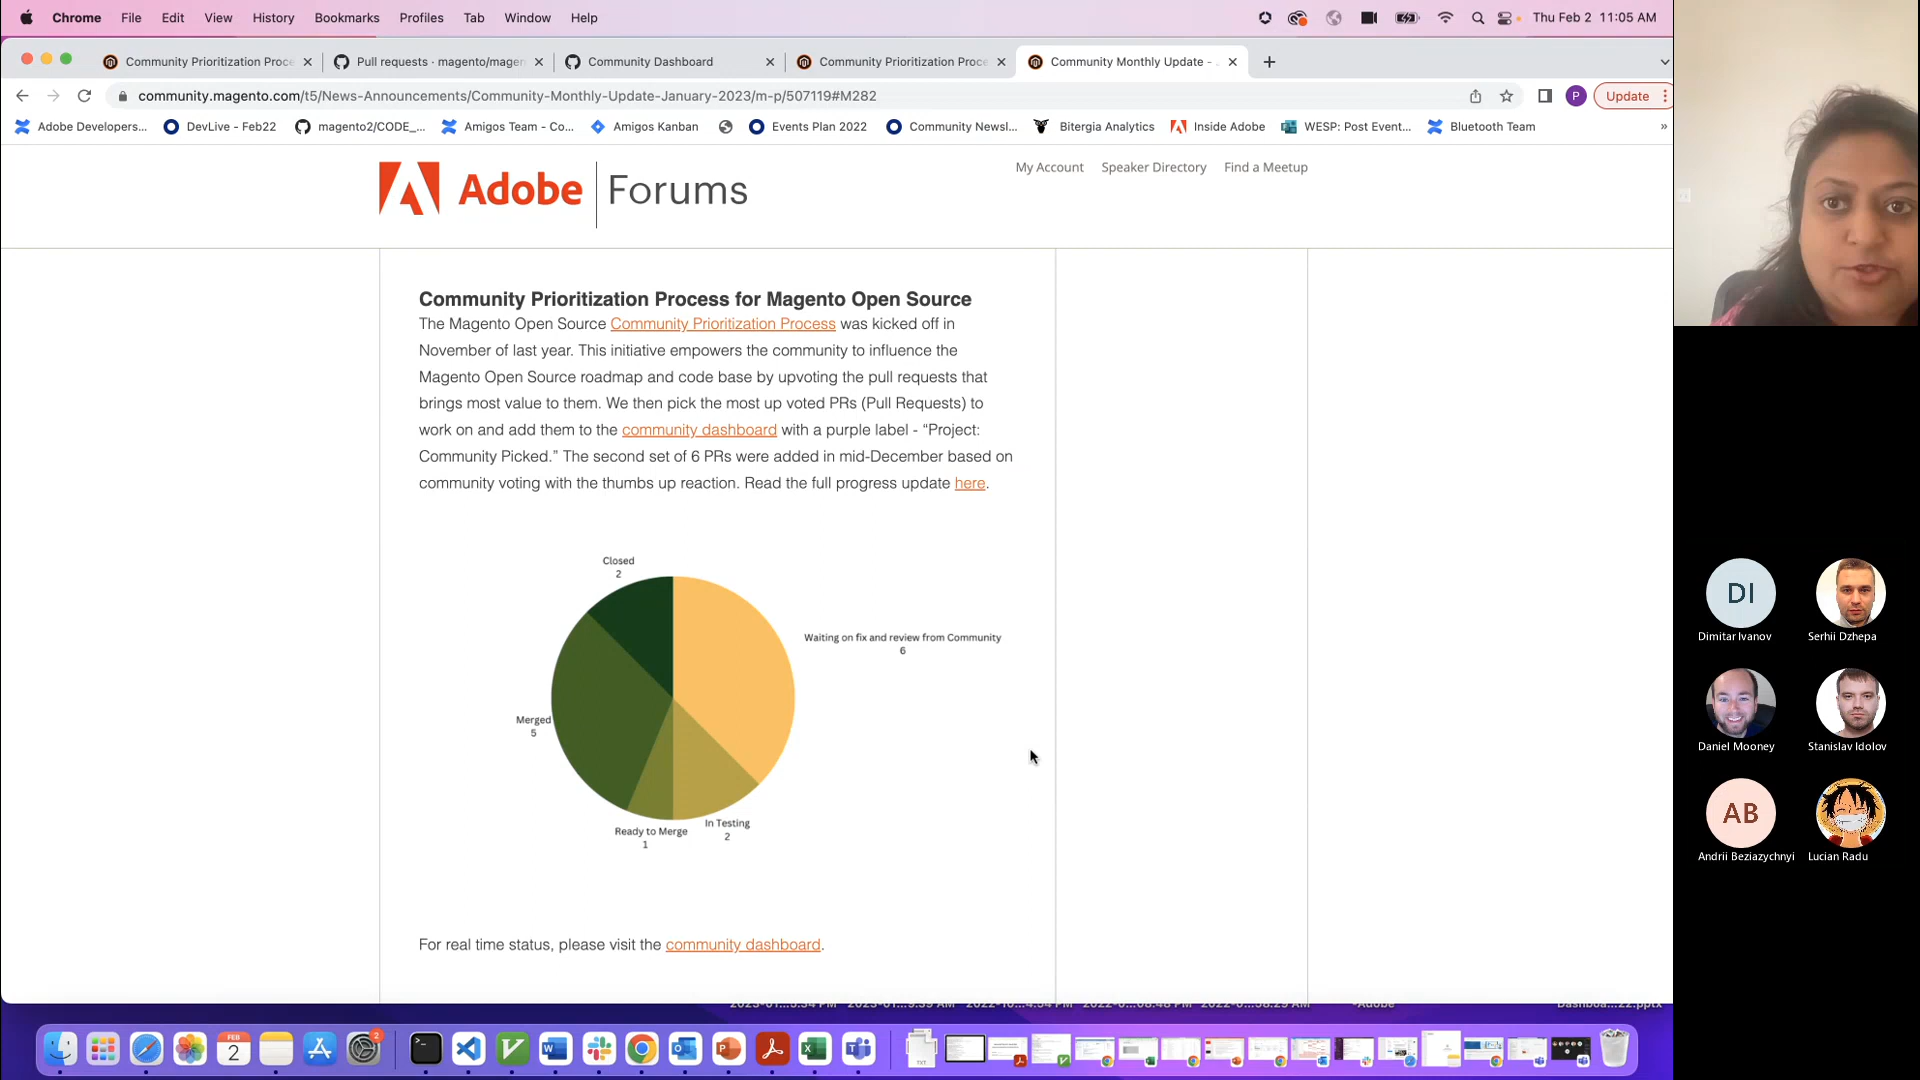 Chrome File Edit View History Bookmarks Profiles Tab Window Help Thu Feb 2 11:05 AM
Community Prioritization Proce Pull requests · magento/magen Community Dashboard Community Prioritization Proce Community Monthly Update -
community.magento.com/t5/News-Announcements/Community-Monthly-Update-January-2023/m-p/507119#M282 P Update
Adobe Developers... DevLive - Feb22 magento2/CODE_... Amigos Team - Co... Amigos Kanban Events Plan 2022 Community Newsl... Bitergia Analytics Inside Adobe WESP: Post Event... Bluetooth Team »
My Account Speaker Directory Find a Meetup
Adobe Forums
Community Prioritization Process for Magento Open Source
The Magento Open Source Community Prioritization Process was kicked off in
November of last year. This initiative empowers the community to influence the
Magento Open Source roadmap and code base by upvoting the pull requests that
brings most value to them. We then pick the most up voted PRs (Pull Requests) to
work on and add them to the community dashboard with a purple label - “Project:
Community Picked.” The second set of 6 PRs were added in mid-December based on
community voting with the thumbs up reaction. Read the full progress update here.
Closed
2
Waiting on fix and review from Community
6
Merged
5
In Testing
2
Ready to Merge
1
For real time status, please visit the community dashboard.
DI
Dimitar Ivanov Serhii Dzhepa
Daniel Mooney Stanislav Idolov
AB
Andrii Beziazychnyi Lucian Radu
FEB
2
2